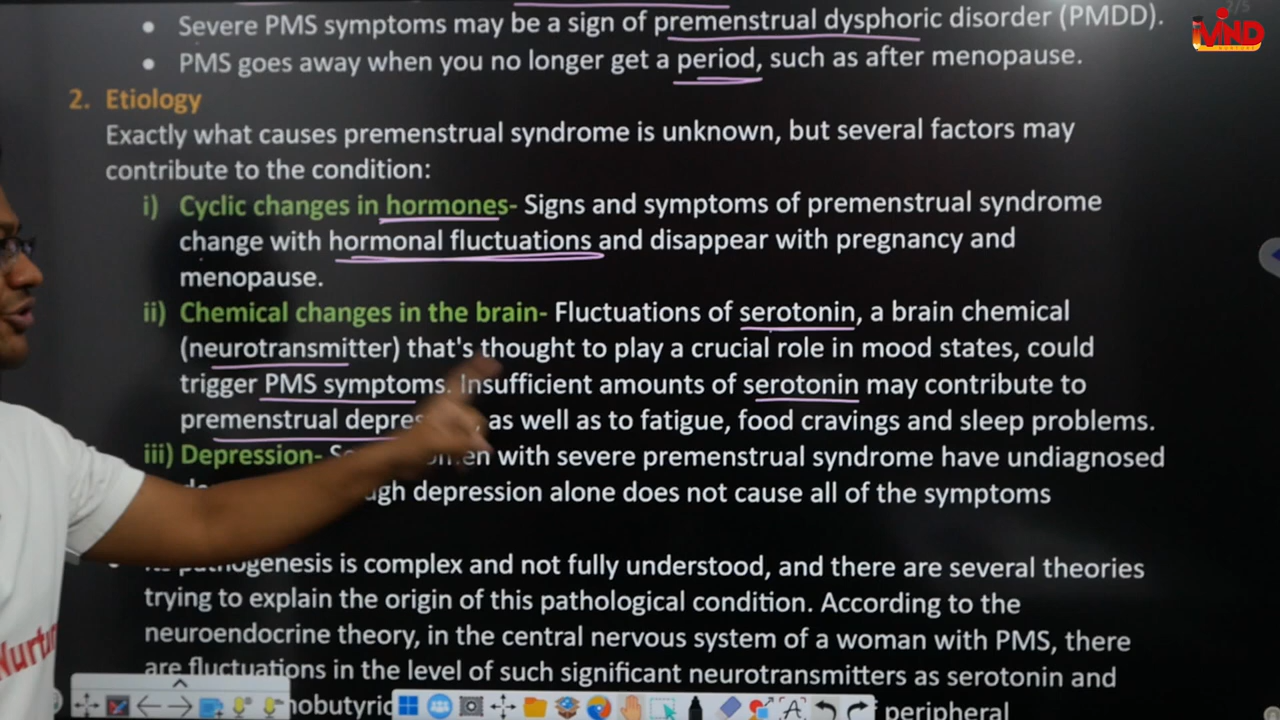 2/5
MIND
NURTURE
• Severe PMS symptoms may be a sign of premenstrual dysphoric disorder (PMDD).
• PMS goes away when you no longer get a period, such as after menopause.
2. Etiology
Exactly what causes premenstrual syndrome is unknown, but several factors may
contribute to the condition:
i) Cyclic changes in hormones- Signs and symptoms of premenstrual syndrome
change with hormonal fluctuations and disappear with pregnancy and
menopause.
ii) Chemical changes in the brain- Fluctuations of serotonin, a brain chemical
(neurotransmitter) that's thought to play a crucial role in mood states, could
trigger PMS symptoms. Insufficient amounts of serotonin may contribute to
premenstrual depre , as well as to fatigue, food cravings and sleep problems.
iii) Depression- with severe premenstrual syndrome have undiagnosed
ugh depression alone does not cause all of the symptoms
• pathogenesis is complex and not fully understood, and there are several theories
trying to explain the origin of this pathological condition. According to the
neuroendocrine theory, in the central nervous system of a woman with PMS, there
are fluctuations in the level of such significant neurotransmitters as serotonin and
nobutyric peripheral
Nurtur